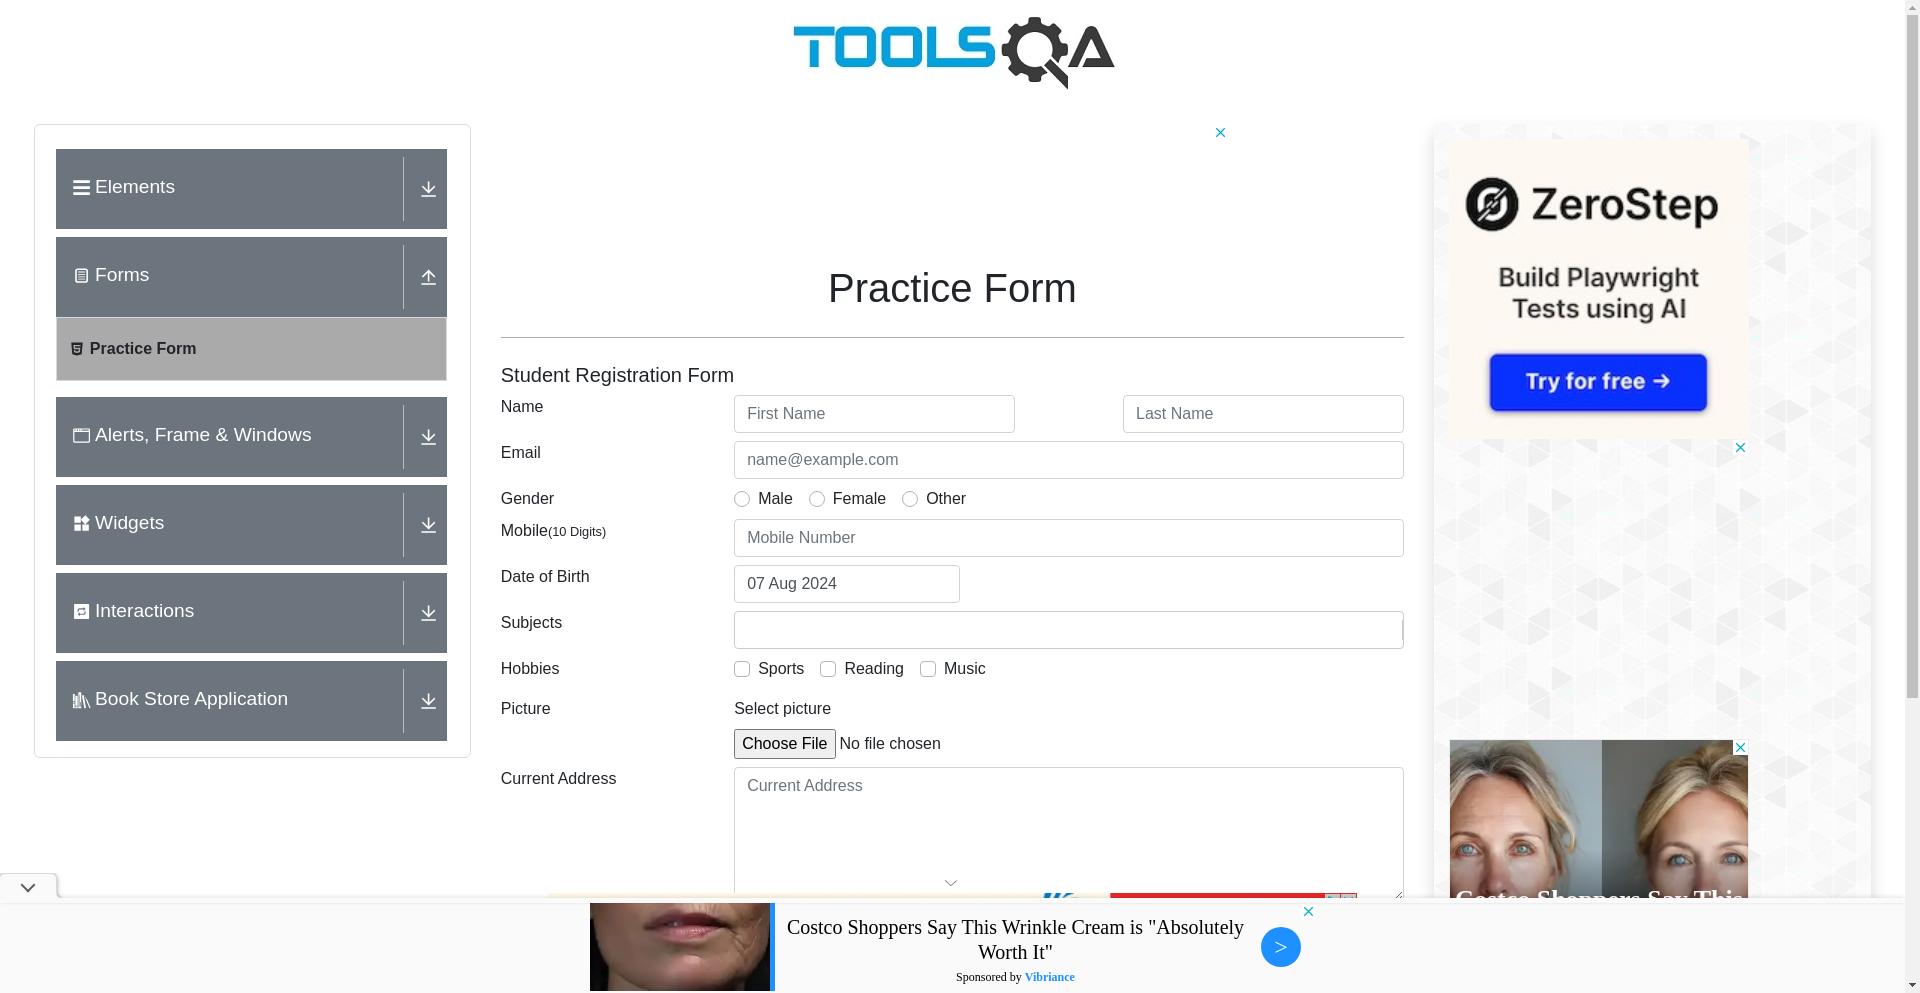 TOOLSQA
Elements
Forms
Practice Form
Alerts, Frame & Windows
Widgets
Interactions
Book Store Application
Practice Form
Student Registration Form
Name
First Name
Last Name
Email
name@example.com
Gender
Male
Female
Other
Mobile(10 Digits)
Mobile Number
Date of Birth
07 Aug 2024
Subjects
Hobbies
Sports
Reading
Music
Picture
Select picture
Choose File
No file chosen
Current Address
Current Address
ZeroStep
Build Playwright
Tests using AI
Try for free →
Costco Shoppers Say This
Costco Shoppers Say This Wrinkle Cream is "Absolutely
Worth It"
Sponsored by Vibriance
>